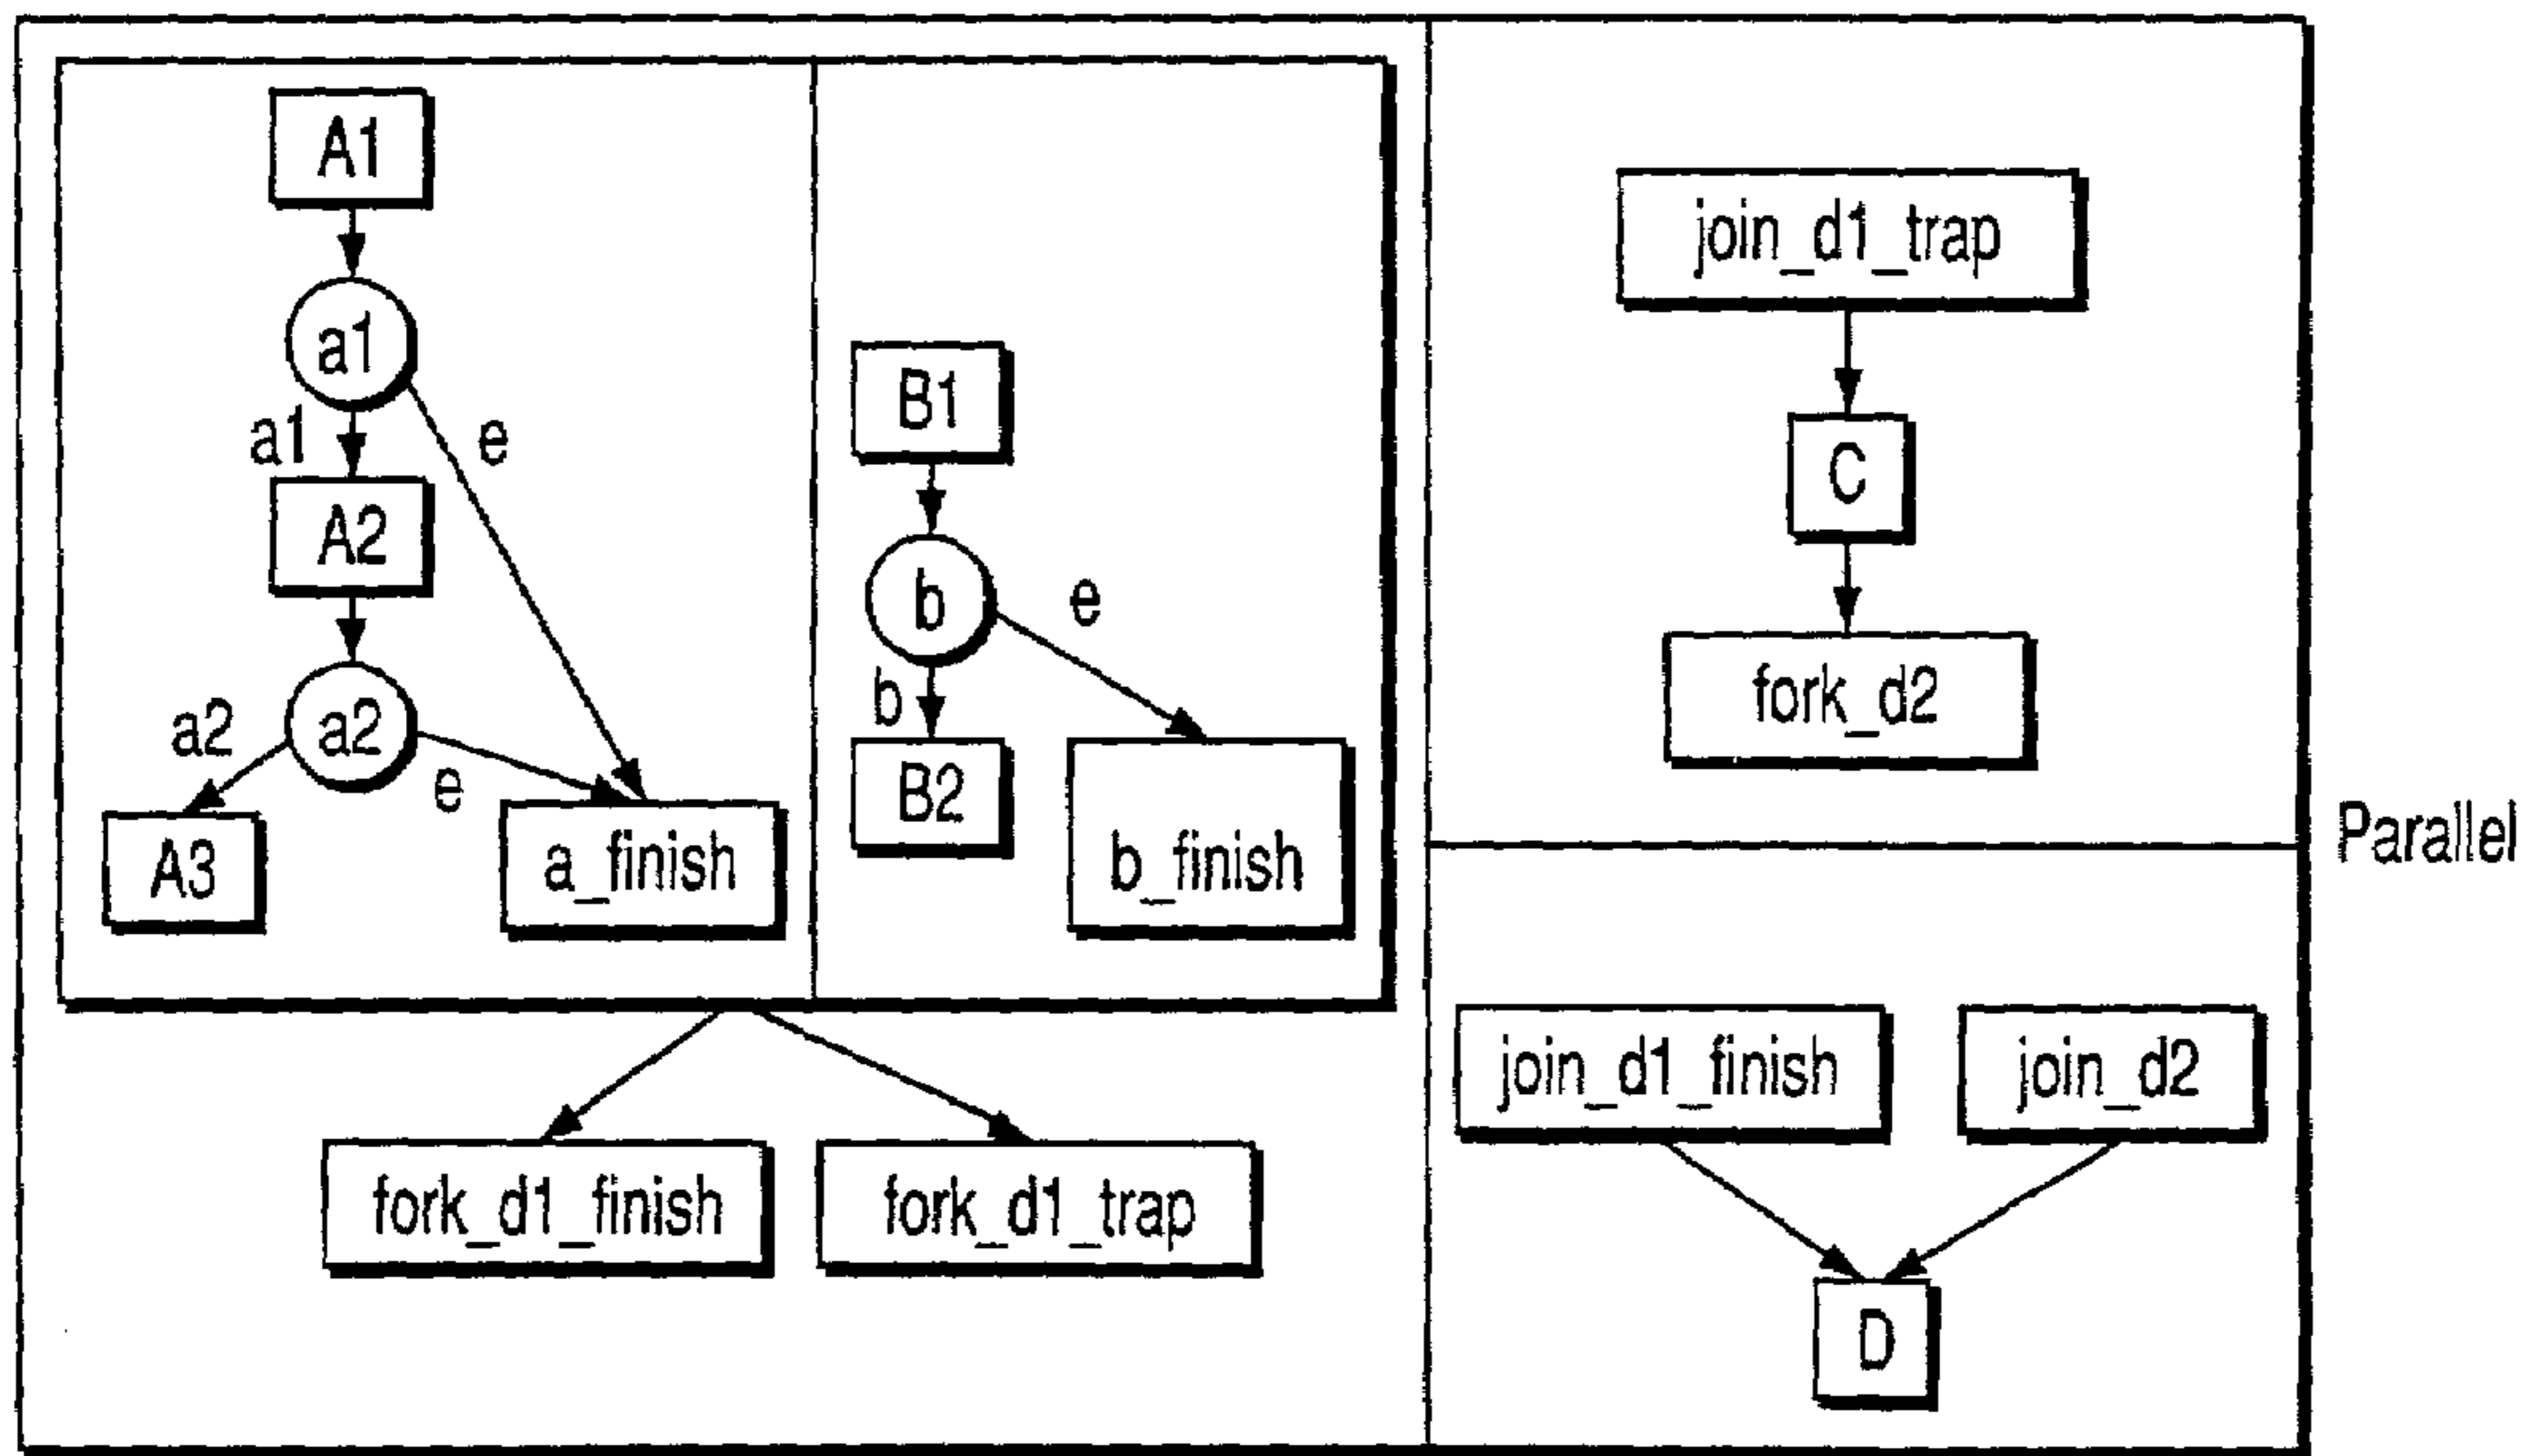 A1
a1
a1
e
A2
a2
a2
e
A3
a_finish
B1
b
e
b
B2
b_finish
fork_d1_finish
fork_d1_trap
join_d1_trap
C
fork_d2
join_d1_finish
join_d2
D
Parallel